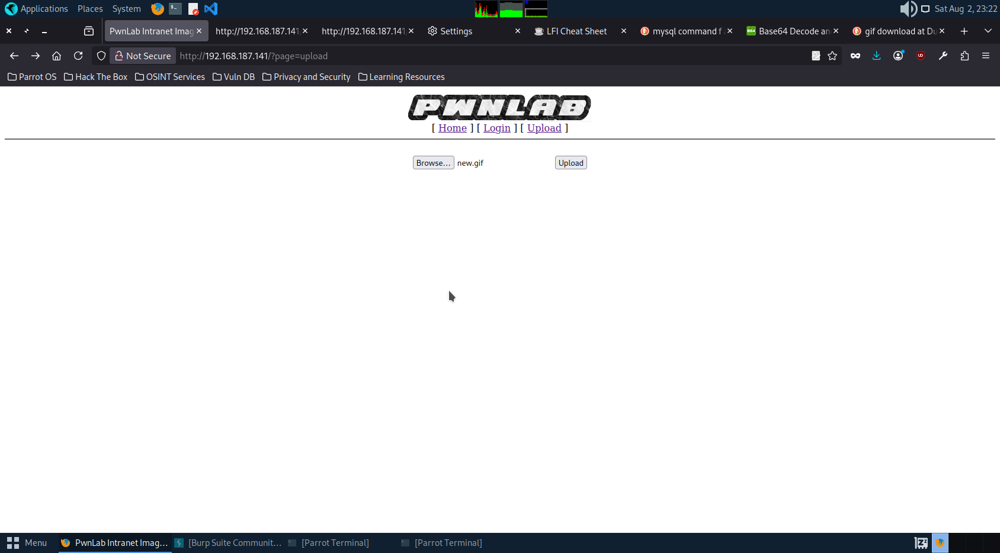 Applications Places System Sat Aug 2, 23:22
PwnLab Intranet Imag http://192.168.187.141/ http://192.168.187.141/ Settings LFI Cheat Sheet mysql command f Base64 Decode an gif download at Du
Not Secure http://192.168.187.141/?page=upload
Parrot OS Hack The Box OSINT Services Vuln DB Privacy and Security Learning Resources
PWNLAB
[ Home ] [ Login ] [ Upload ]
Browse... new.gif Upload
Menu PwnLab Intranet Imag... [Burp Suite Communit... [Parrot Terminal] [Parrot Terminal]